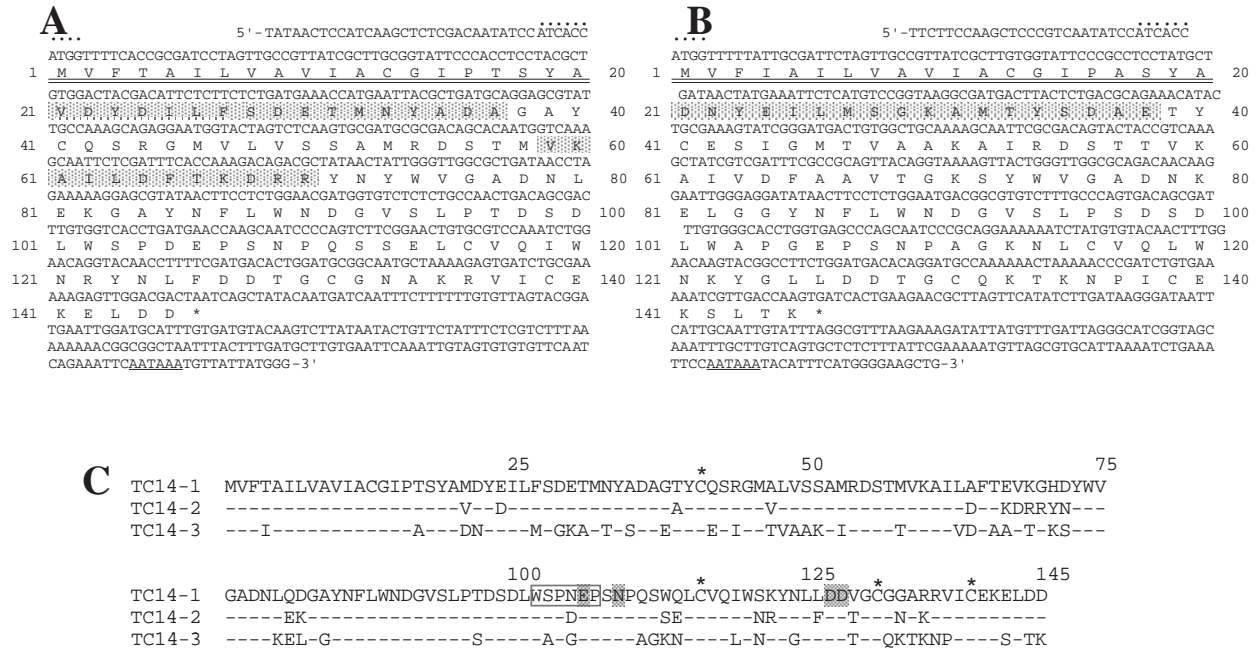 A
5'-TATAACTCCATCAAGCTCTCGACAATATCCATCACC
ATGGTTTTCACCGCGATCCTAGTTGCCGTTATCGCTTGCGGTATTCCCACCTCCTACGCT
1 M V F T A I L V A V I A C G I P T S Y A 20
GTGGACTACGACATTCTCTTCTCTGATGAAACCATGAATTACGCTGATGCAGGAGCGTAT
21 V D Y D I L F S D E T M N Y A D A G A Y 40
TGCCAAAGCAGAGGAATGGTACTAGTCTCAAGTGCGATGCGCGACAGCACAATGGTCAAA
41 C Q S R G M V L V S S A M R D S T M V K 60
GCAATTCTCGATTTCACCAAAGACAGACGCTATAACTATTGGGTTGGCGCTGATAACCTA
61 A I L D F T K D R R Y N Y W V G A D N L 80
GAAAAAGGAGCGTATAACTTCCTCTGGAACGATGGTGTCTCTCTGCCAACTGACAGCGAC
81 E K G A Y N F L W N D G V S L P T D S D 100
TTGTGGTCACCTGATGAACCAAGCAATCCCCAGTCTTCGGAACTGTGCGTCCAAATCTGG
101 L W S P D E P S N P Q S S E L C V Q I W 120
AACAGGTACAACCTTTTCGATGACACTGGATGCGGCAATGCTAAAAGAGTGATCTGCGAA
121 N R Y N L F D D T G C G N A K R V I C E 140
AAAGAGTTGGACGACTAATCAGCTATACAATGATCAATTTCTTTTTTGTGTTAGTACGGA
141 K E L D D *
TGAATTGGATGCATTTGTGATGTACAAGTCTTATAATACTGTTCTATTTCTCGTCTTTAA
AAAAAACGGCGGCTAATTTACTTTGATGCTTGTGAATTCAAATTGTAGTGTGTGTTCAAT
CAGAAATTCAATAAATGTTATTATGGG-3'
B
5'-TTCTTCCAAGCTCCCGTCAATATCCATCACC
ATGGTTTTTATTGCGATTCTAGTTGCCGTTATCGCTTGTGGTATTCCCGCCTCCTATGCT
1 M V F I A I L V A V I A C G I P A S Y A 20
GATAACTATGAAATTCTCATGTCCGGTAAGGCGATGACTTACTCTGACGCAGAAACATAC
21 D N Y E I L M S G K A M T Y S D A E T Y 40
TGCGAAAGTATCGGGATGACTGTGGCTGCAAAAGCAATTCGCGACAGTACTACCGTCAAA
41 C E S I G M T V A A K A I R D S T T V K 60
GCTATCGTCGATTTCGCCGCAGTTACAGGTAAAAGTTACTGGGTTGGCGCAGACAACAAG
61 A I V D F A A V T G K S Y W V G A D N K 80
GAATTGGGAGGATATAACTTCCTCTGGAATGACGGCGTGTCTTTGCCCAGTGACAGCGAT
81 E L G G Y N F L W N D G V S L P S D S D 100
TTGTGGGCACCTGGTGAGCCCAGCAATCCCGCAGGAAAAAATCTATGTGTACAACTTTGG
101 L W A P G E P S N P A G K N L C V Q L W 120
AACAAGTACGGCCTTCTGGATGACACAGGATGCCAAAAAACTAAAAACCCGATCTGTGAA
121 N K Y G L L D D T G C Q K T K N P I C E 140
AAATCGTTGACCAAGTGATCACTGAAGAACGCTTAGTTCATATCTTGATAAGGGATAATT
141 K S L T K *
CATTGCAATTGTATTTAGGCGTTTAAGAAAGATATTATGTTTGATTAGGGCATCGGTAGC
AAATTTGCTTGTCAGTGCTCTCTTTATTCGAAAAATGTTAGCGTGCATTAAAATCTGAAA
TTCCAATAAATACATTTCATGGGGAAGCTG-3'
C
25 * 50 75
TC14-1 MVFTAILVAVIACGIPTSYAMDYEILFSDETMNYADAGTYCQSRGMALVSSAMRDSTMVKAILAFTEVKGHDYWV
TC14-2 --------------------V--D--------------A-------V----------------D--KDRRYN---
TC14-3 ---I------------A---DN----M-GKA-T-S--E---E-I--TVAAK-I----T----VD-AA-T-KS---
100 * 125 * * 145
TC14-1 GADNLQDGAYNFLWNDGVSLPTDSDLWSPNEPSNPQSWQLCVQIWSKYNLLDDVGCGGARRVICEKELDD
TC14-2 -----EK----------------------D-------SE------NR---F--T---N-K----------
TC14-3 ----KEL-G------------S-----A-G-----AGKN---L-N--G-----T--QKTKNP----S-TK